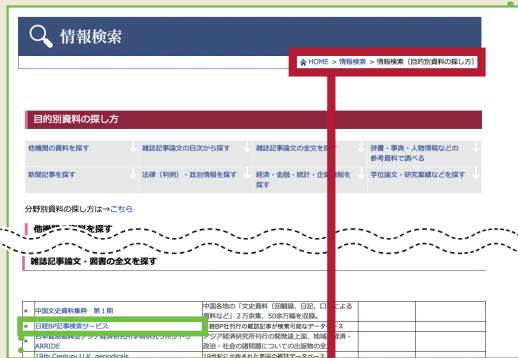 情報検索
HOME > 情報検索 > 情報検索（目的別資料の探し方）
目的別資料の探し方
他機関の資料を探す
雑誌記事論文の目次から探す
雑誌記事論文の全文を探す
辞書・事典・人物情報などの
参考資料で調べる
新聞記事を探す
法律（判例）・政治情報を探す
経済・金融・統計・企業情報を
探す
学位論文・研究業績などを探す
分野別資料の探し方は→こちら
他機関の資料を探す
雑誌記事論文・図書の全文を探す
中国文史資料集粋 第１期
中国各地の「文史資料（回顧録、日記、口
による
資料など」２万余集、50余万編を収録。
日経BP記事検索サービス
日経BP社刊行の雑誌記事が検索可能なデータベース
ARRIDE
アジア経済研究所刊行の開発途上国、地域
経済・
政治・社会の諸問題についての出版物の全
19th Century U.K. periodicals
19世紀に出版された英国の雑誌データベース